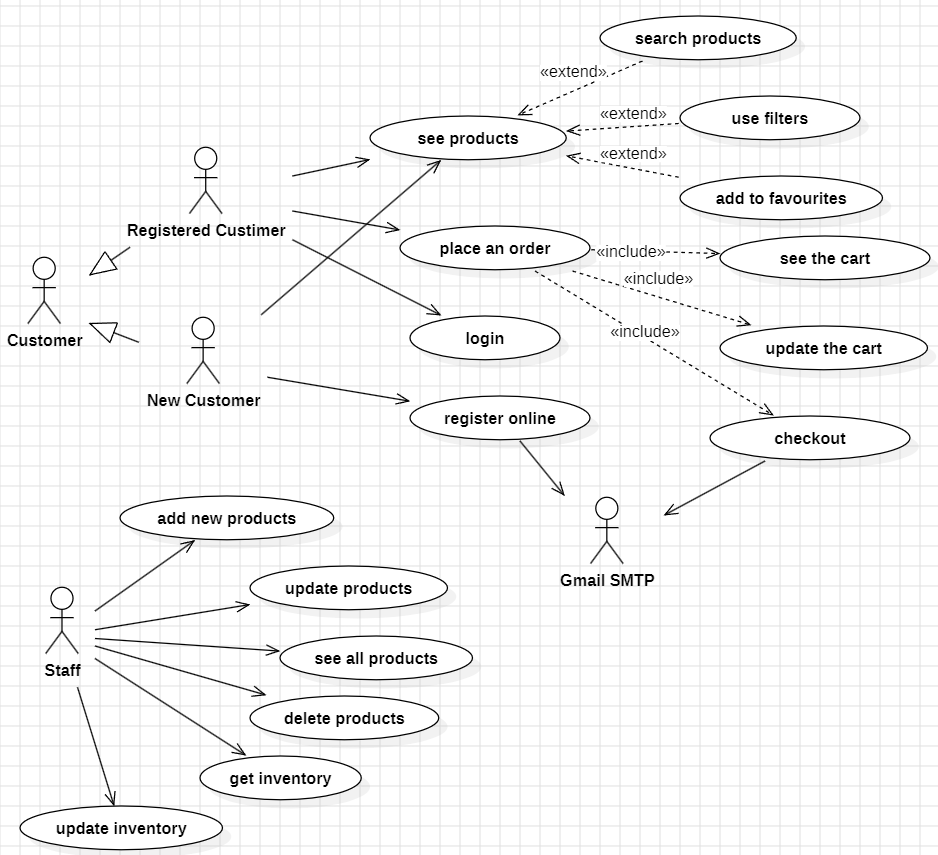 search products
«extend»
use filters
«extend»
see products
«extend»
add to favourites
Registered Custimer
place an order
«include»
see the cart
«include»
Customer
login
«include»
update the cart
New Customer
register online
checkout
add new products
Gmail SMTP
update products
see all products
Staff
delete products
get inventory
update inventory